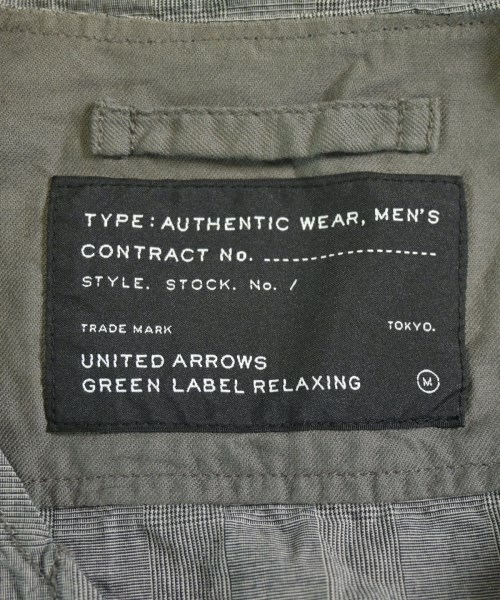 TYPE: AUTHENTIC WEAR, MEN'S
CONTRACT No. ....................
STYLE. STOCK. No. /
TRADE MARK TOKYO.
UNITED ARROWS
GREEN LABEL RELAXING M